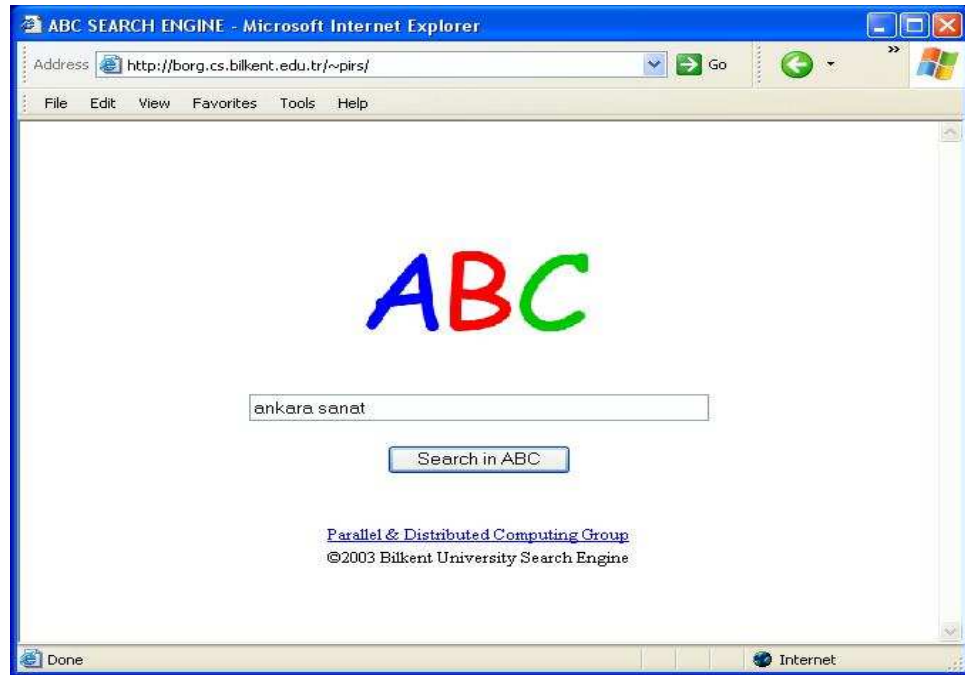 ABC SEARCH ENGINE - Microsoft Internet Explorer
Address http://borg.cs.bilkent.edu.tr/~pirs/ Go »
File Edit View Favorites Tools Help
ABC
ankara sanat
Search in ABC
Parallel & Distributed Computing Group
©2003 Bilkent University Search Engine
Done Internet